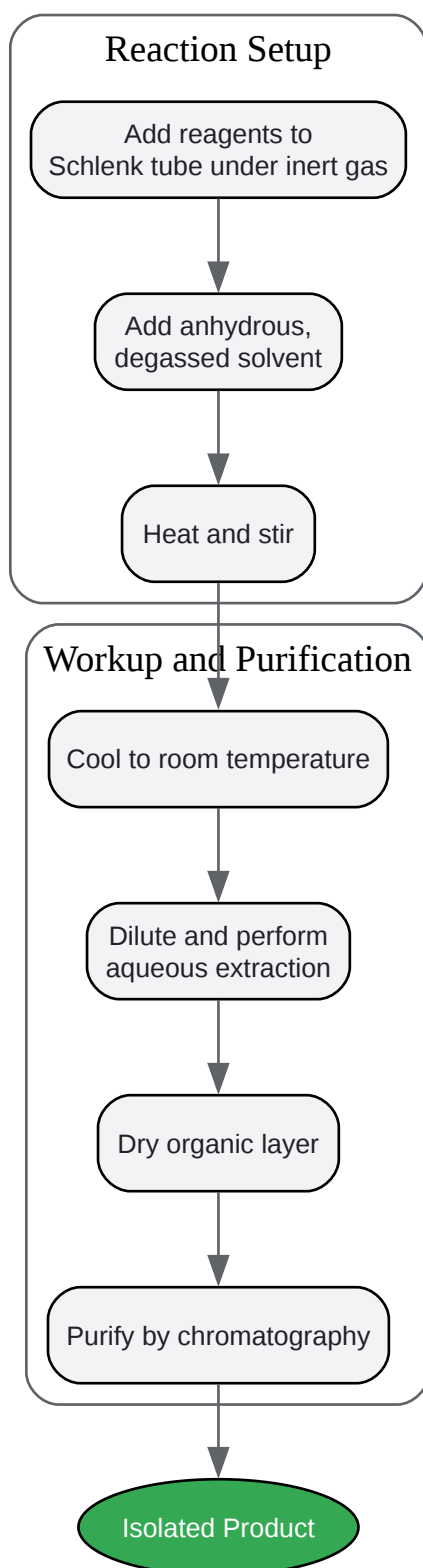 Reaction Setup
Add reagents to
Schlenk tube under inert gas
Add anhydrous,
degassed solvent
Heat and stir
Workup and Purification
Cool to room temperature
Dilute and perform
aqueous extraction
Dry organic layer
Purify by chromatography
Isolated Product